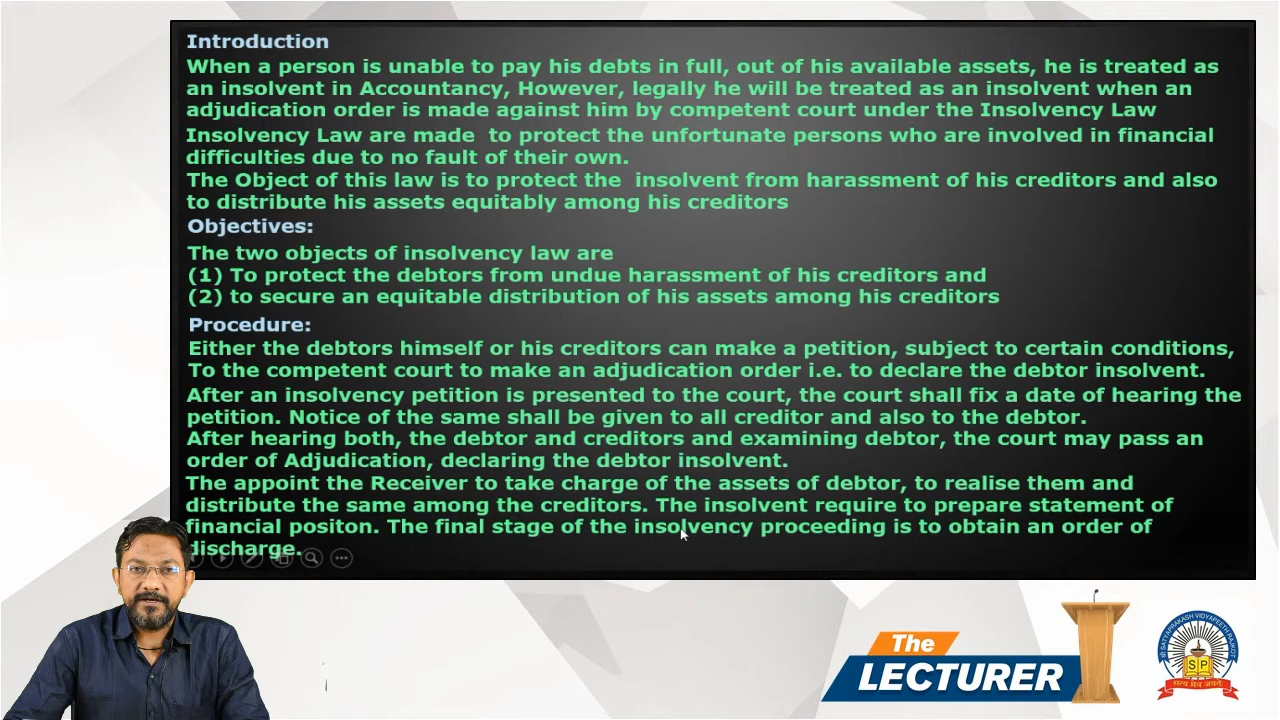 Introduction
When a person is unable to pay his debts in full, out of his available assets, he is treated as
an insolvent in Accountancy, However, legally he will be treated as an insolvent when an
adjudication order is made against him by competent court under the Insolvency Law
Insolvency Law are made to protect the unfortunate persons who are involved in financial
difficulties due to no fault of their own.
The Object of this law is to protect the insolvent from harassment of his creditors and also
to distribute his assets equitably among his creditors
Objectives:
The two objects of insolvency law are
(1) To protect the debtors from undue harassment of his creditors and
(2) to secure an equitable distribution of his assets among his creditors
Procedure:
Either the debtors himself or his creditors can make a petition, subject to certain conditions,
To the competent court to make an adjudication order i.e. to declare the debtor insolvent.
After an insolvency petition is presented to the court, the court shall fix a date of hearing the
petition. Notice of the same shall be given to all creditor and also to the debtor.
After hearing both, the debtor and creditors and examining debtor, the court may pass an
order of Adjudication, declaring the debtor insolvent.
The appoint the Receiver to take charge of the assets of debtor, to realise them and
distribute the same among the creditors. The insolvent require to prepare statement of
financial positon. The final stage of the insolvency proceeding is to obtain an order of
discharge.
The
LECTURER
SATYAPRAKASH VIDYAPEETH RAJKOT
SP
सत्य मेव जयते